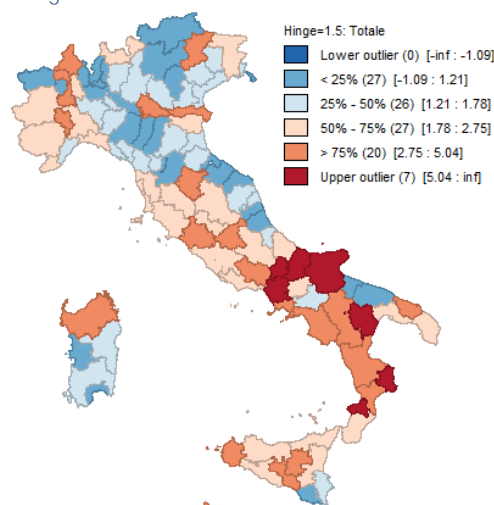 Hinge=1.5: Totale
Lower outlier (0) [-inf : -1.09]
< 25% (27) [-1.09 : 1.21]
25% - 50% (26) [1.21 : 1.78]
50% - 75% (27) [1.78 : 2.75]
> 75% (20) [2.75 : 5.04]
Upper outlier (7) [5.04 : inf]